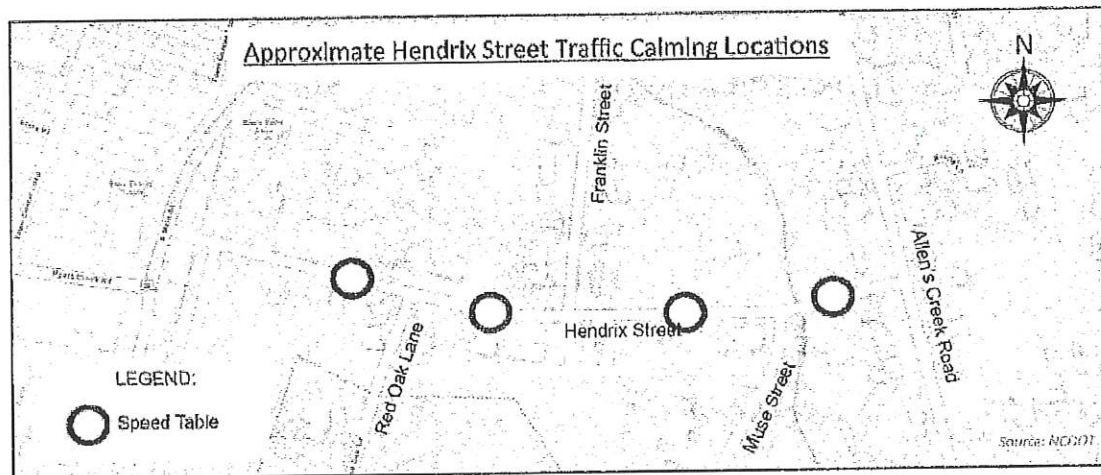 Approximate Hendrix Street Traffic Calming Locations
N
Franklin Street
Allen's Creek Road
Hendrix Street
Red Oak Lane
Muse Street
LEGEND:
Speed Table
Source: NCDOT